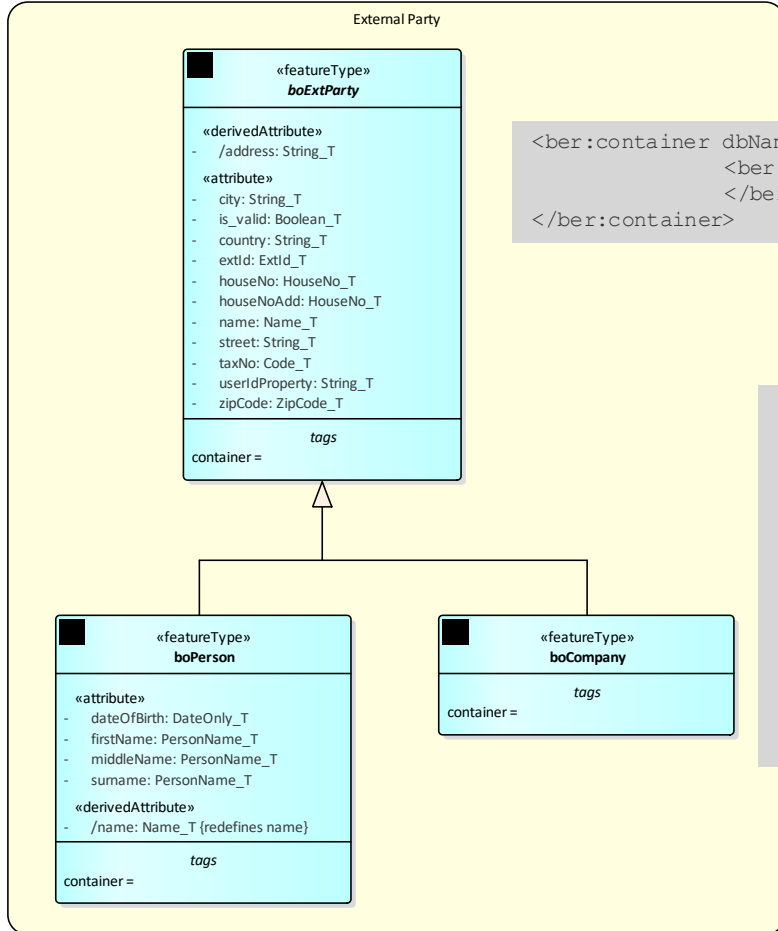 External Party
«featureType»
boExtParty
«derivedAttribute»
- /address: String_T
«attribute»
- city: String_T
- is_valid: Boolean_T
- country: String_T
- extId: ExtId_T
- houseNo: HouseNo_T
- houseNoAdd: HouseNo_T
- name: Name_T
- street: String_T
- taxNo: Code_T
- userIdProperty: String_T
- zipCode: ZipCode_T
tags
container =
<ber:container dbNam
<ber
</be
</ber:container>
«featureType»
boPerson
«attribute»
- dateOfBirth: DateOnly_T
- firstName: PersonName_T
- middleName: PersonName_T
- surname: PersonName_T
«derivedAttribute»
- /name: Name_T {redefines name}
tags
container =
«featureType»
boCompany
tags
container =